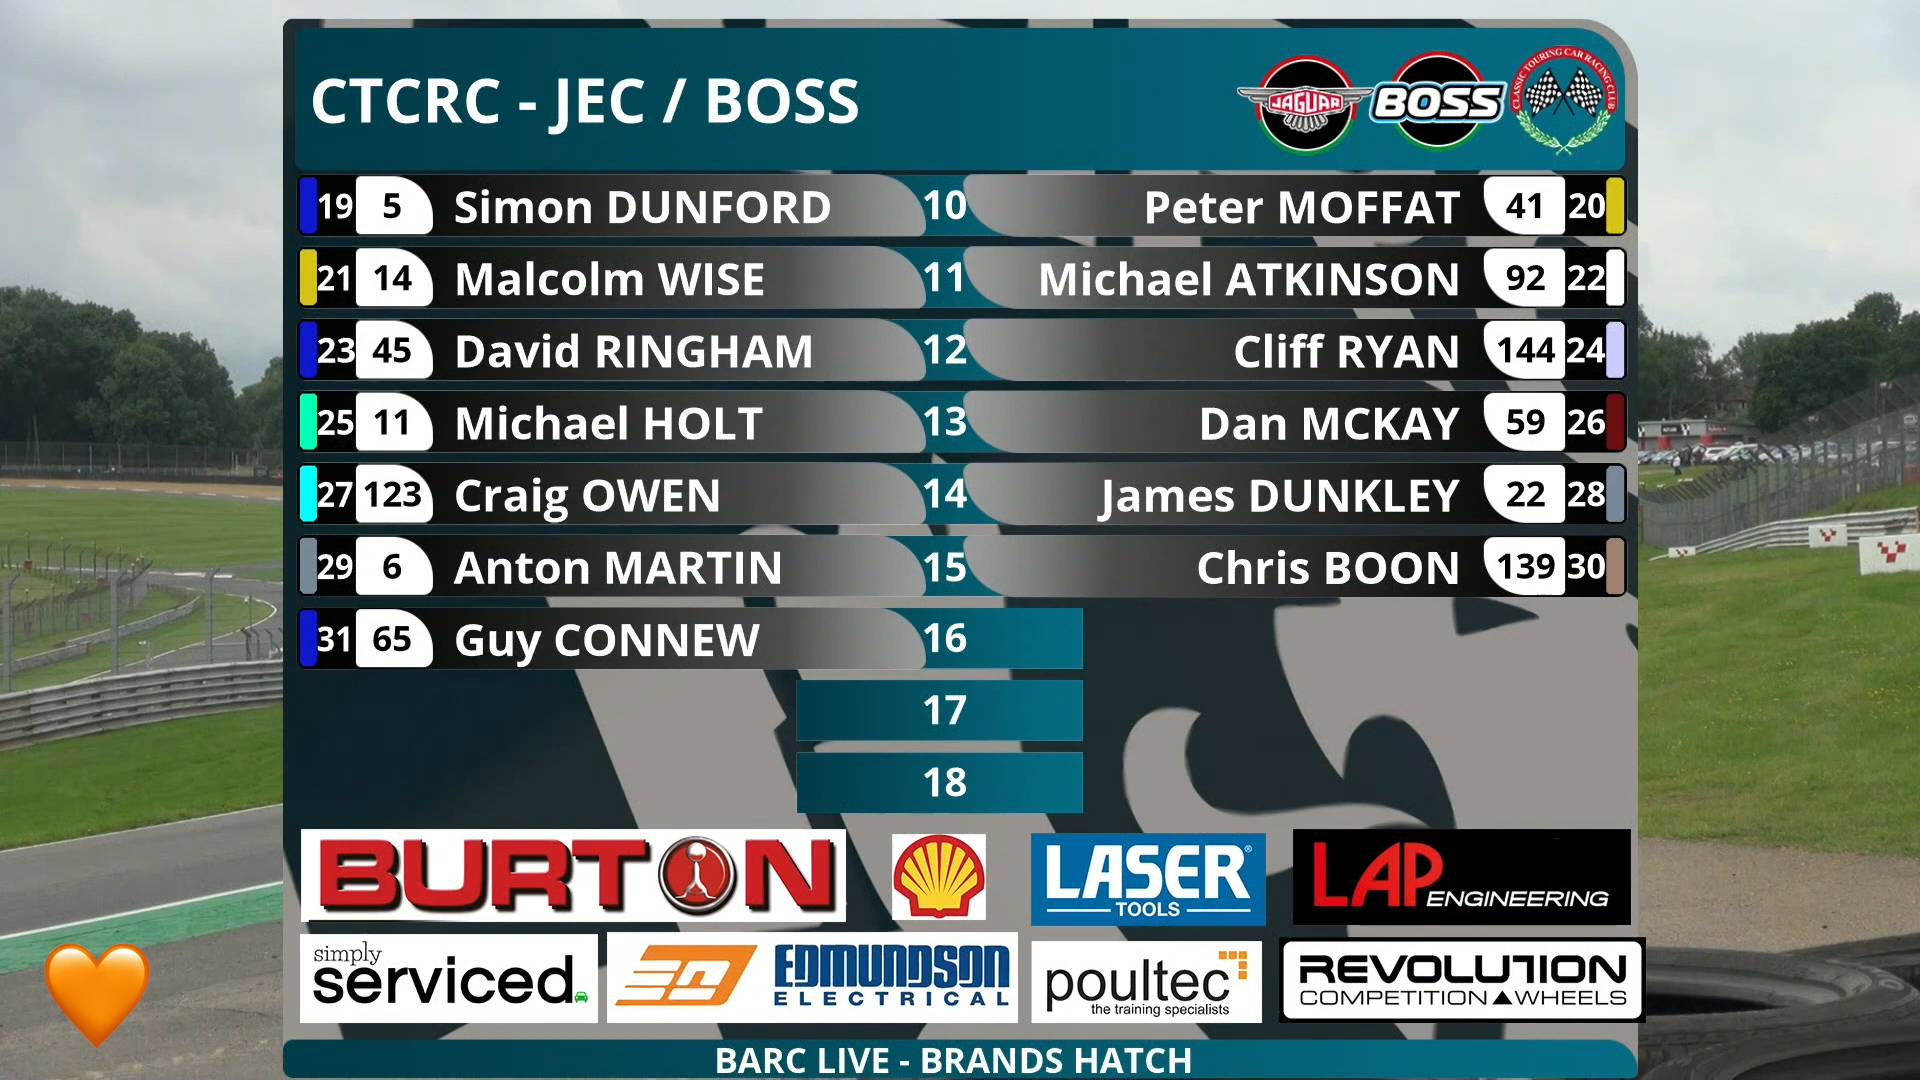 CTCRC - JEC / BOSS
JAGUAR
BOSS
CLASSIC TOURING CAR RACING CLUB
19 5 Simon DUNFORD 10 Peter MOFFAT 41 20
21 14 Malcolm WISE 11 Michael ATKINSON 92 22
23 45 David RINGHAM 12 Cliff RYAN 144 24
25 11 Michael HOLT 13 Dan MCKAY 59 26
27 123 Craig OWEN 14 James DUNKLEY 22 28
29 6 Anton MARTIN 15 Chris BOON 139 30
31 65 Guy CONNEW 16
17
18
BURTON
LASER®
TOOLS
LAP ENGINEERING
simply
serviced.
EDMUNDSON
ELECTRICAL
poultec
the training specialists
REVOLUTION
COMPETITION WHEELS
BARC LIVE - BRANDS HATCH